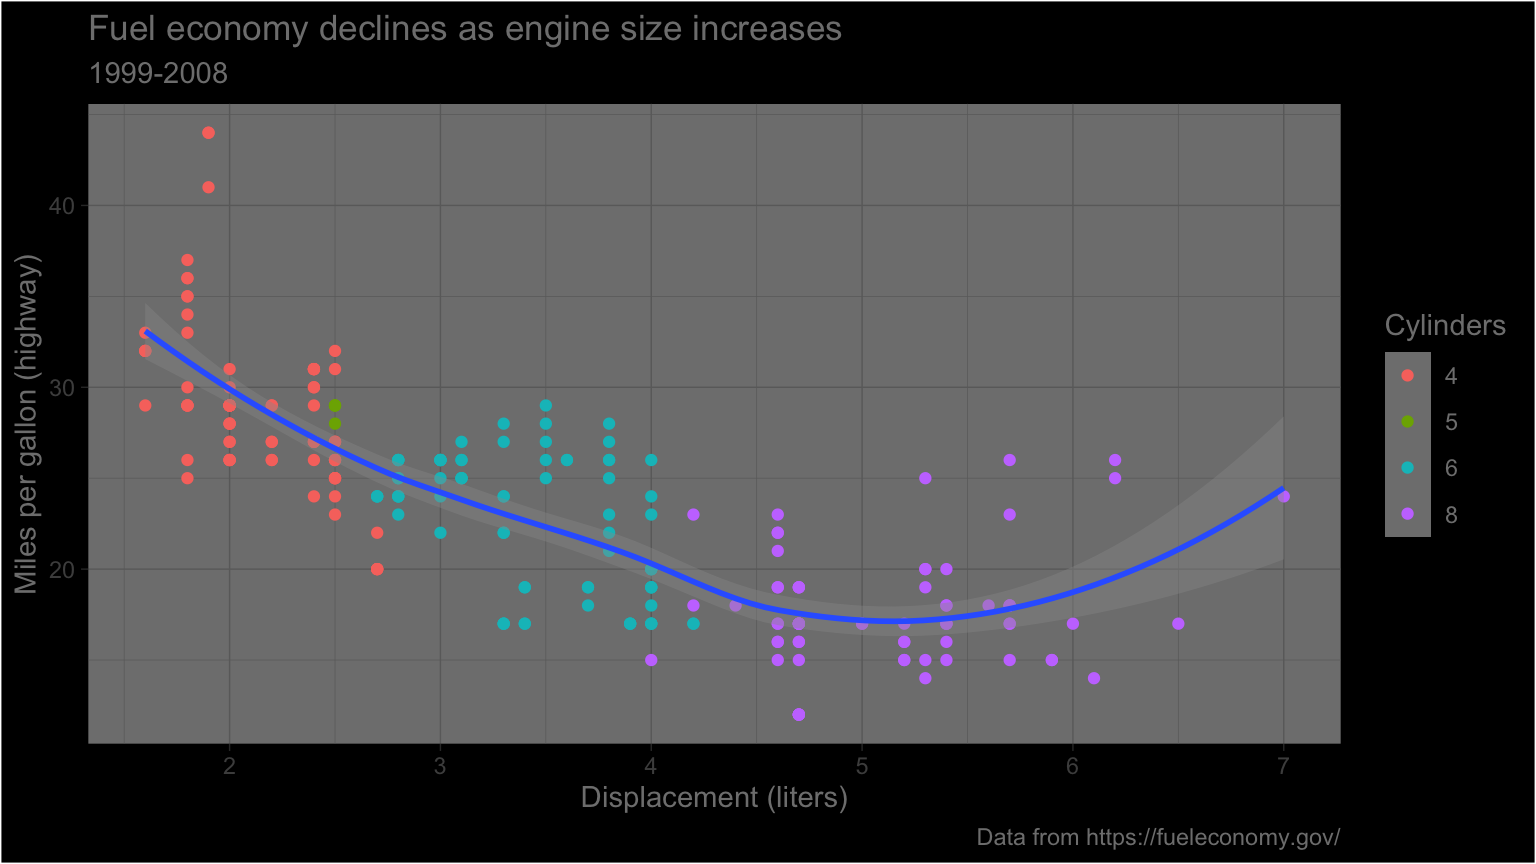 Fuel economy declines as engine size increases
1999-2008
Miles per gallon (highway)
40
30
20
2 3 4 5 6 7
Displacement (liters)
Cylinders
4
5
6
8
Data from https://fueleconomy.gov/